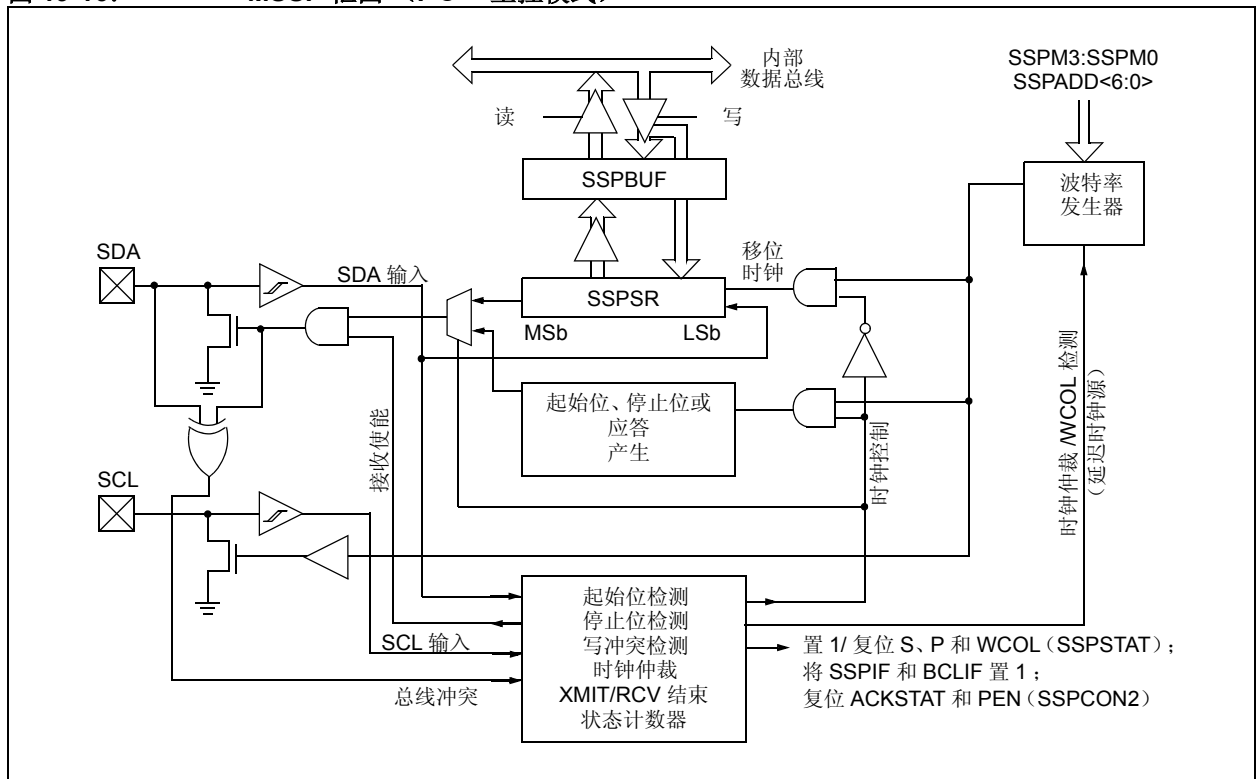 内部
数据总线
SSPM3:SSPM0
SSPADD<6:0>
读
写
SSPBUF
波特率
发生器
SDA
SDA 输入
移位
时钟
SSPSR
MSb
LSb
起始位、停止位或
应答
产生
接收使能
时钟控制
时钟仲裁 /WCOL 检测
（延迟时钟源）
SCL
SCL 输入
总线冲突
起始位检测
停止位检测
写冲突检测
时钟仲裁
XMIT/RCV 结束
状态计数器
置 1/ 复位 S、P 和 WCOL（SSPSTAT）；
将 SSPIF 和 BCLIF 置 1；
复位 ACKSTAT 和 PEN（SSPCON2）